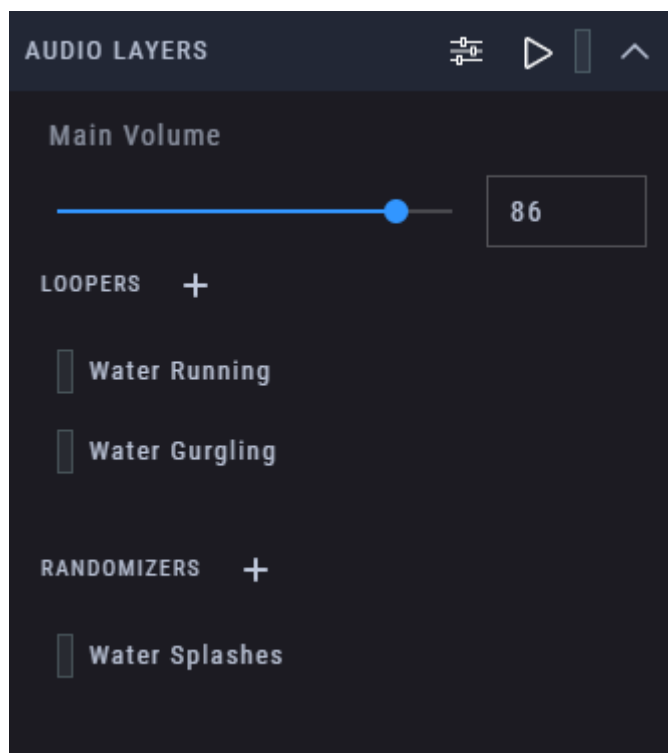 AUDIO LAYERS
Main Volume
86
LOOPERS +
Water Running
Water Gurgling
RANDOMIZERS +
Water Splashes